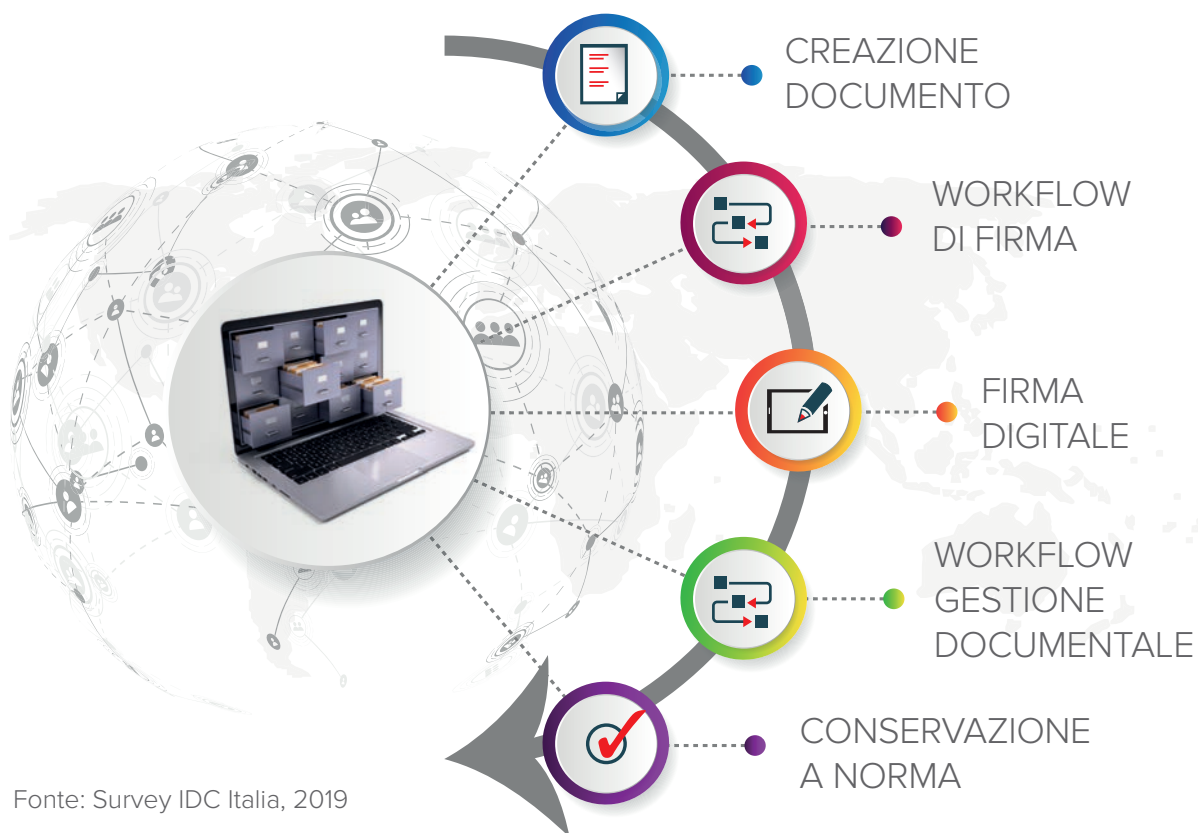 CREAZIONE
DOCUMENTO
WORKFLOW
DI FIRMA
FIRMA
DIGITALE
WORKFLOW
GESTIONE
DOCUMENTALE
CONSERVAZIONE
A NORMA
Fonte: Survey IDC Italia, 2019